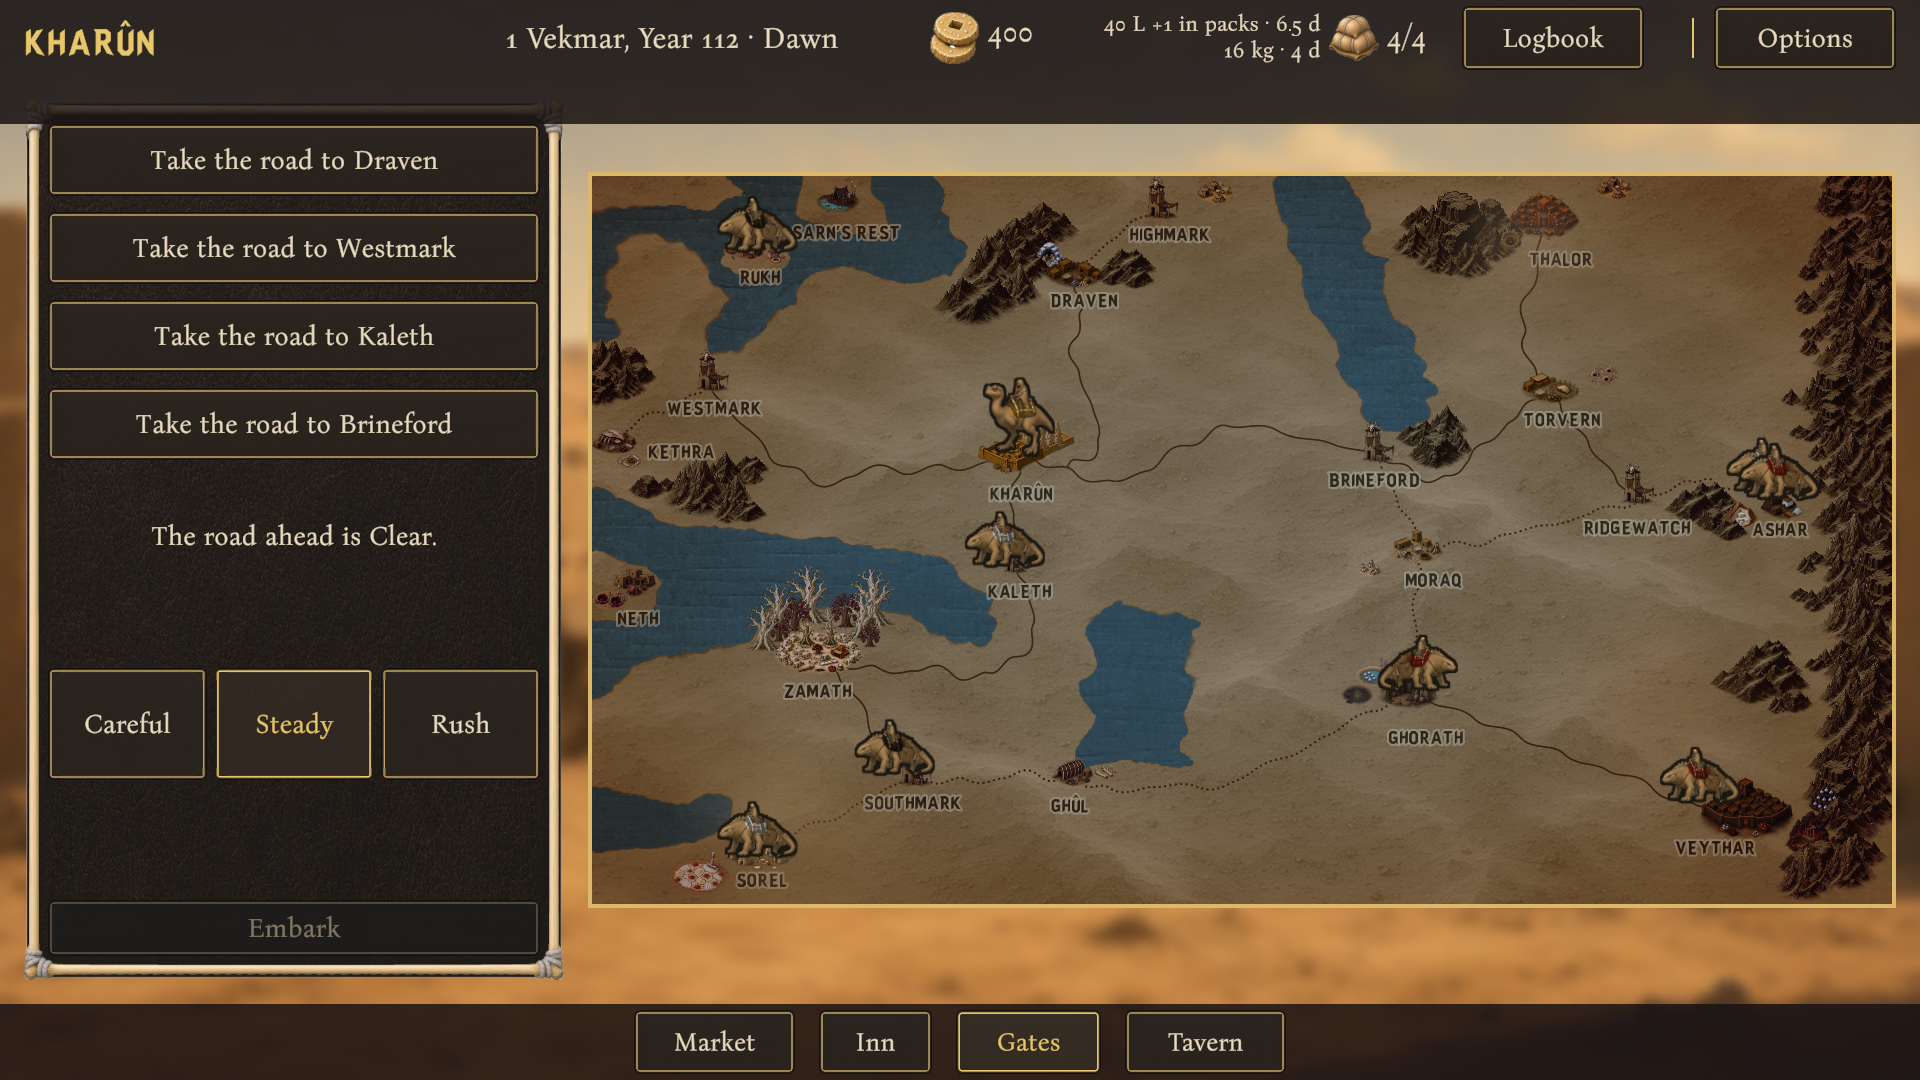 KHARÛN
1 Vekmar, Year 112 · Dawn
400
40 L +1 in packs · 6.5 d
16 kg · 4 d
4/4
Logbook
Options
Take the road to Draven
Take the road to Westmark
Take the road to Kaleth
Take the road to Brineford
The road ahead is Clear.
Careful
Steady
Rush
Embark
SARN'S REST
HIGHMARK
RUKH
THALOR
DRAVEN
WESTMARK
TORVERN
KETHRA
BRINEFORD
KHARÛN
RIDGEWATCH
ASHAR
MORAQ
KALETH
NETH
ZAMATH
GHORATH
SOUTHMARK
GHÛL
VEYTHAR
SOREL
Market
Inn
Gates
Tavern